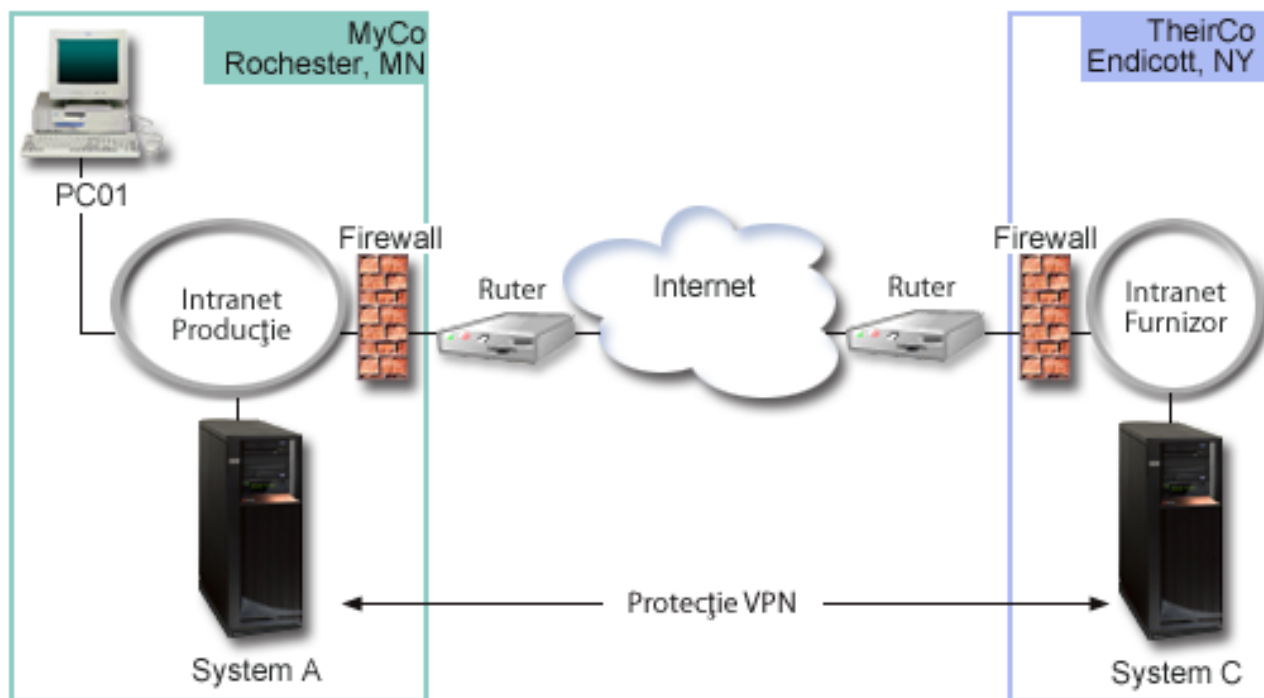 MyCo
Rochester, MN
TheirCo
Endicott, NY
PC01
Firewall
Firewall
Intranet
Producţie
Ruter
Internet
Ruter
Intranet
Furnizor
Protecţie VPN
System A
System C